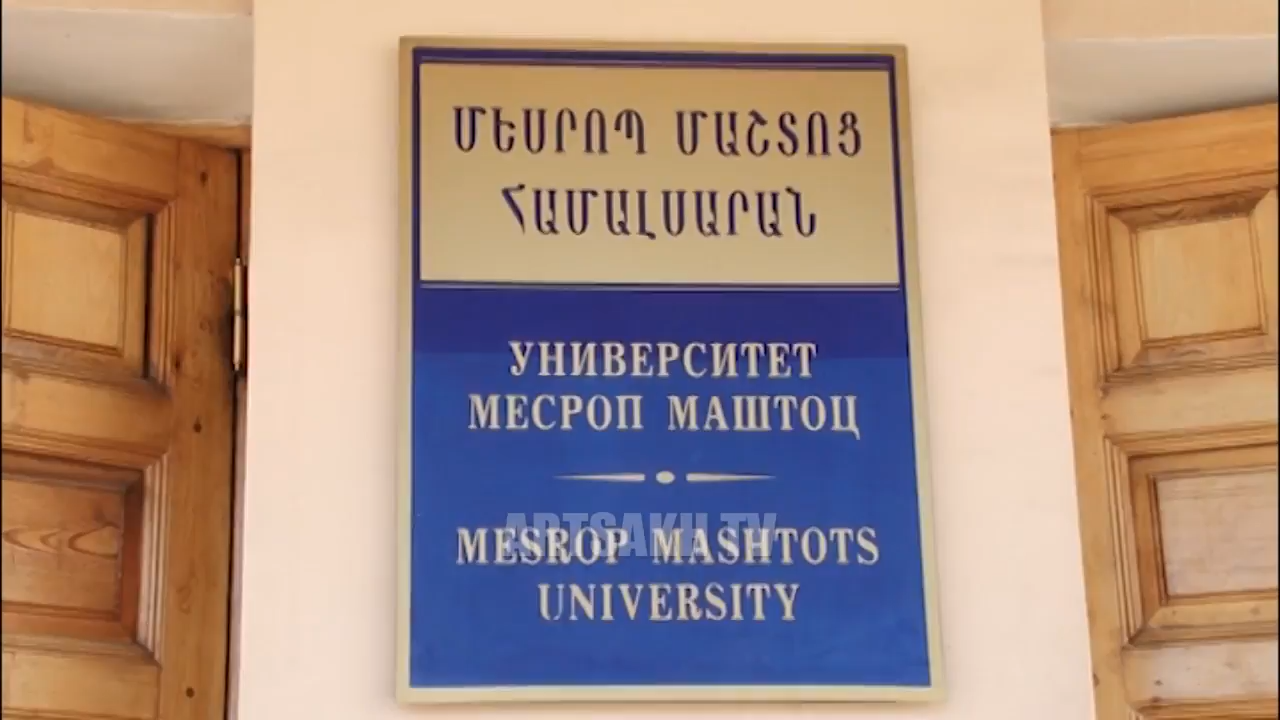 ՄԵՍՐՈՊ ՄԱՇՏՈՑ
ՀԱՄԱԼՍԱՐԱՆ
УНИВЕРСИТЕТ
МЕСРОП МАШТОЦ
ARTSAKH TV
MESROP MASHTOTS
UNIVERSITY